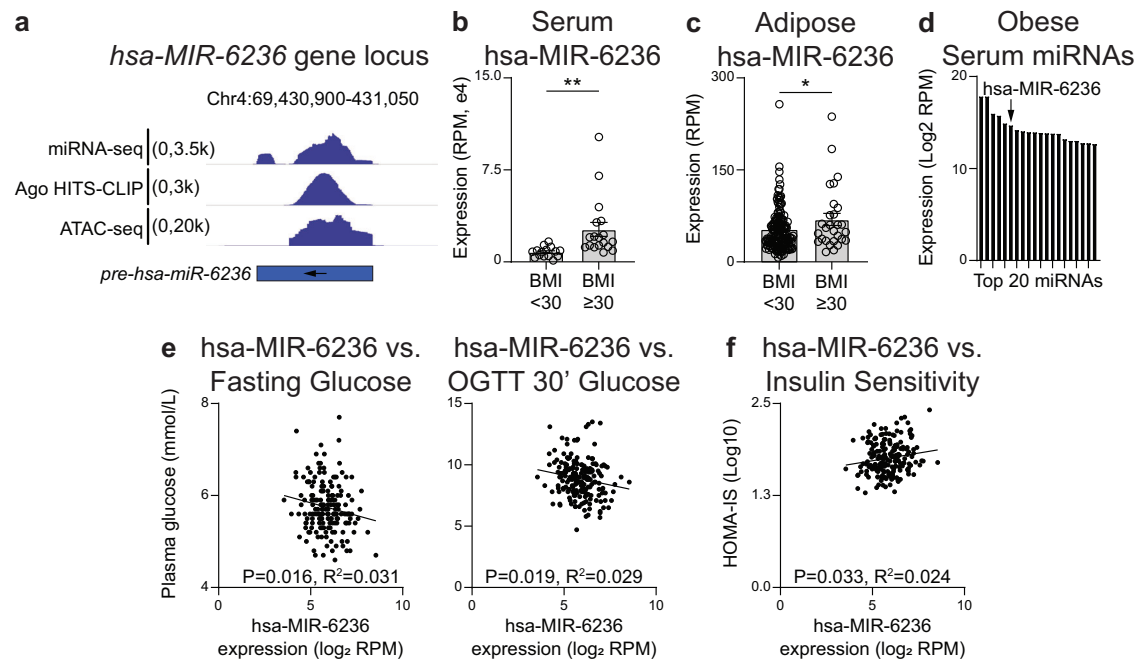 a
hsa-MIR-6236 gene locus
Chr4:69,430,900-431,050
miRNA-seq (0,3.5k)
Ago HITS-CLIP (0,3k)
ATAC-seq (0,20k)
pre-hsa-miR-6236
b
Serum
hsa-MIR-6236
Expression (RPM, e4)
15.0
7.5
0
**
BMI BMI
<30 ≥30
c
Adipose
hsa-MIR-6236
Expression (RPM)
300
150
0
*
BMI BMI
<30 ≥30
d
Obese
Serum miRNAs
Expression (Log2 RPM)
20
10
0
hsa-MIR-6236
Top 20 miRNAs
e
hsa-MIR-6236 vs.
Fasting Glucose
Plasma glucose (mmol/L)
8
6
4
P=0.016, R²=0.031
0 5 10
hsa-MIR-6236
expression (log₂ RPM)
hsa-MIR-6236 vs.
OGTT 30' Glucose
15
10
5
0
P=0.019, R²=0.029
0 5 10
hsa-MIR-6236
expression (log₂ RPM)
f
hsa-MIR-6236 vs.
Insulin Sensitivity
HOMA-IS (Log10)
2.5
1.3
0.0
P=0.033, R²=0.024
0 5 10
hsa-MIR-6236
expression (log₂ RPM)